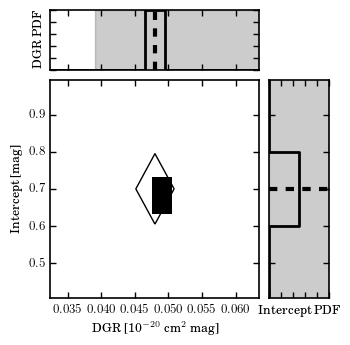 DGR PDF
0.9
0.8
0.7
0.6
0.5
Intercept [mag]
0.035 0.040 0.045 0.050 0.055 0.060
DGR [10⁻²⁰ cm² mag]
Intercept PDF